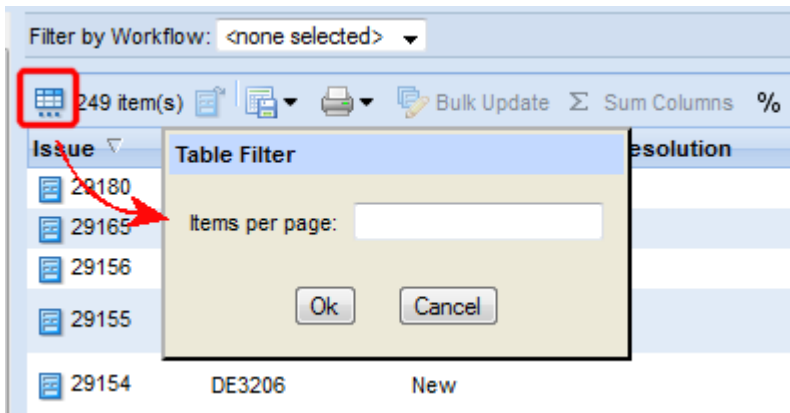 Filter by Workflow: <none selected>
249 item(s) Bulk Update Σ Sum Columns %
Issue esolution
Table Filter
29180
29165
Items per page:
29156
29155
Ok Cancel
29154 DE3206 New